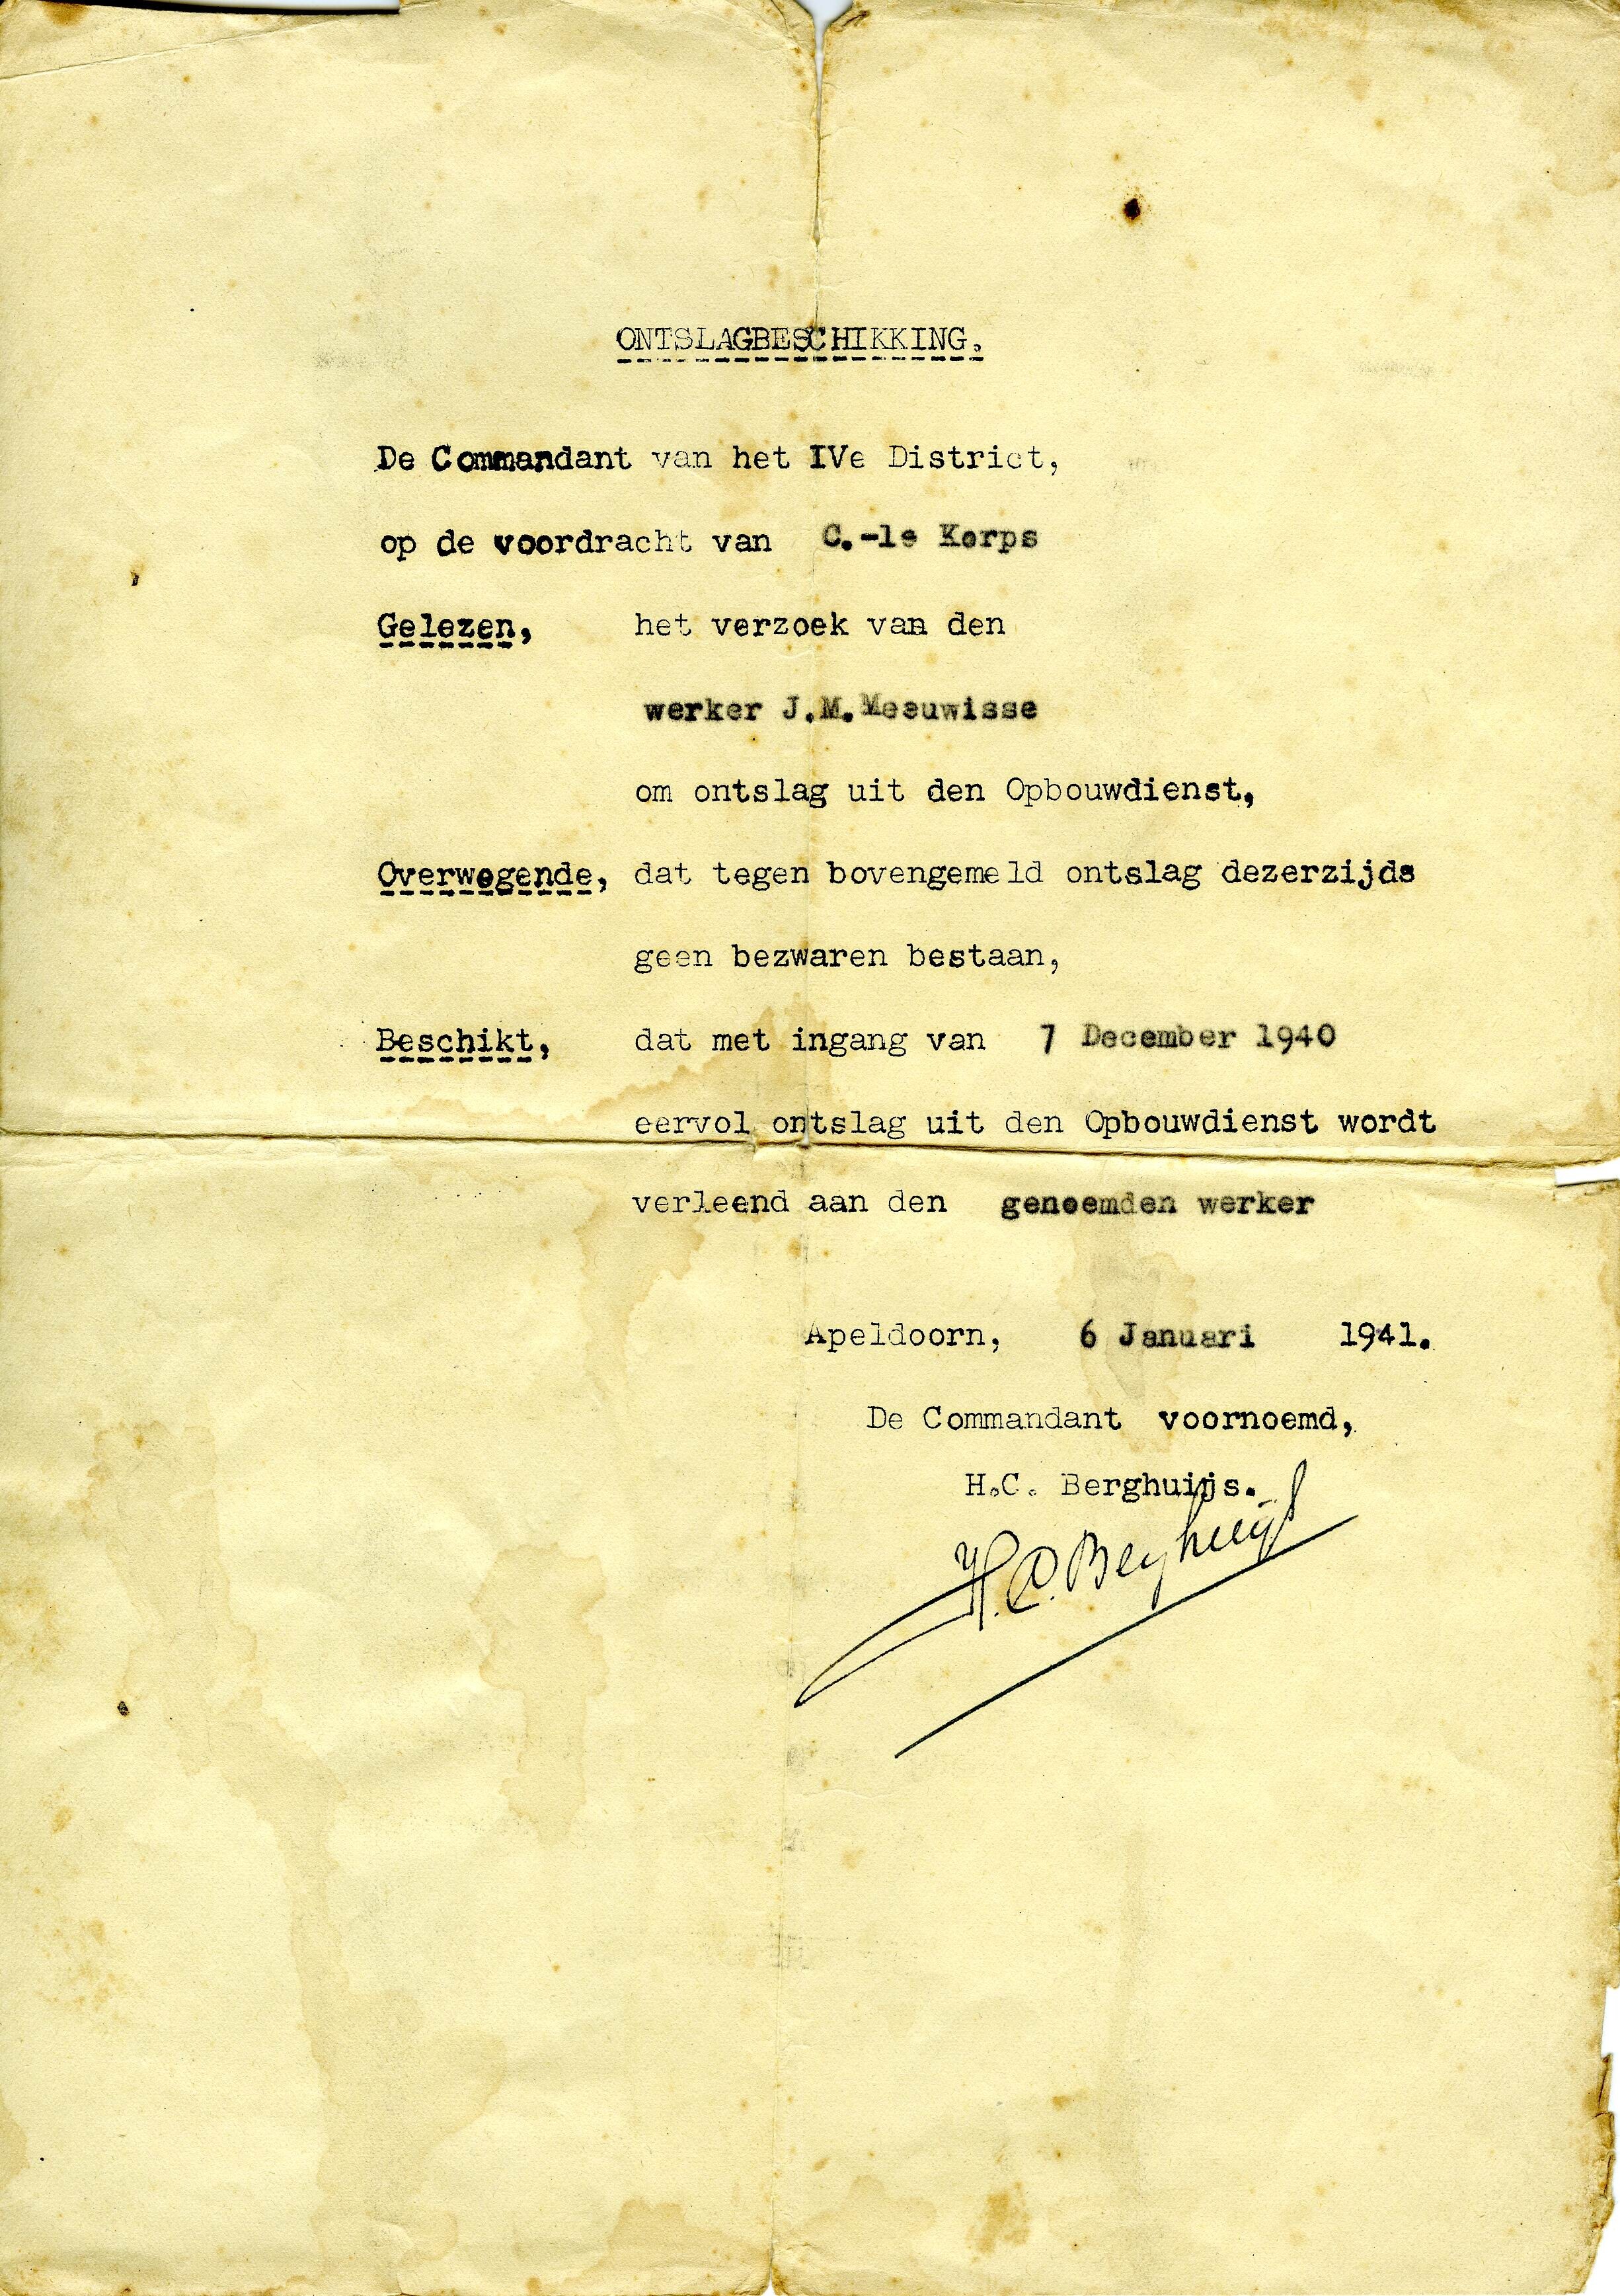 ONTSLAGBESCHIKKING.
De Commandant van het IVe District,
op de voordracht van C.-1e Korps
Gelezen, het verzoek van den
werker J.M.Meeuwisse
om ontslag uit den Opbouwdienst,
Overwegende, dat tegen bovengemeld ontslag dezerzijds
geen bezwaren bestaan,
Beschikt, dat met ingang van 7 December 1940
eervol ontslag uit den Opbouwdienst wordt
verleend aan den genoemden werker
Apeldoorn, 6 Januari 1941.
De Commandant voornoemd,
H.C. Berghuijs.
H.C. Berghuijs